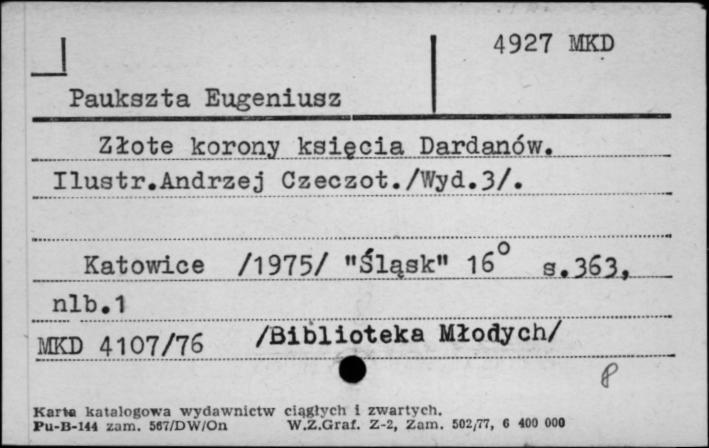 4927 MKD
Paukszta Eugeniusz
Złote korony księcia Dardanów.
Ilustr.Andrzej Czeczot./Wyd.3/.
Katowice /1975/ "Śląsk" 16° s.363,
nlb.1
MKD 4107/76 /Biblioteka Młodych/
8
Karta katalogowa wydawnictw ciągłych i zwartych.
Pu-B-144 zam. 567/DW/On W.Z.Graf. Z-2, Zam. 502/77, 6 400 000